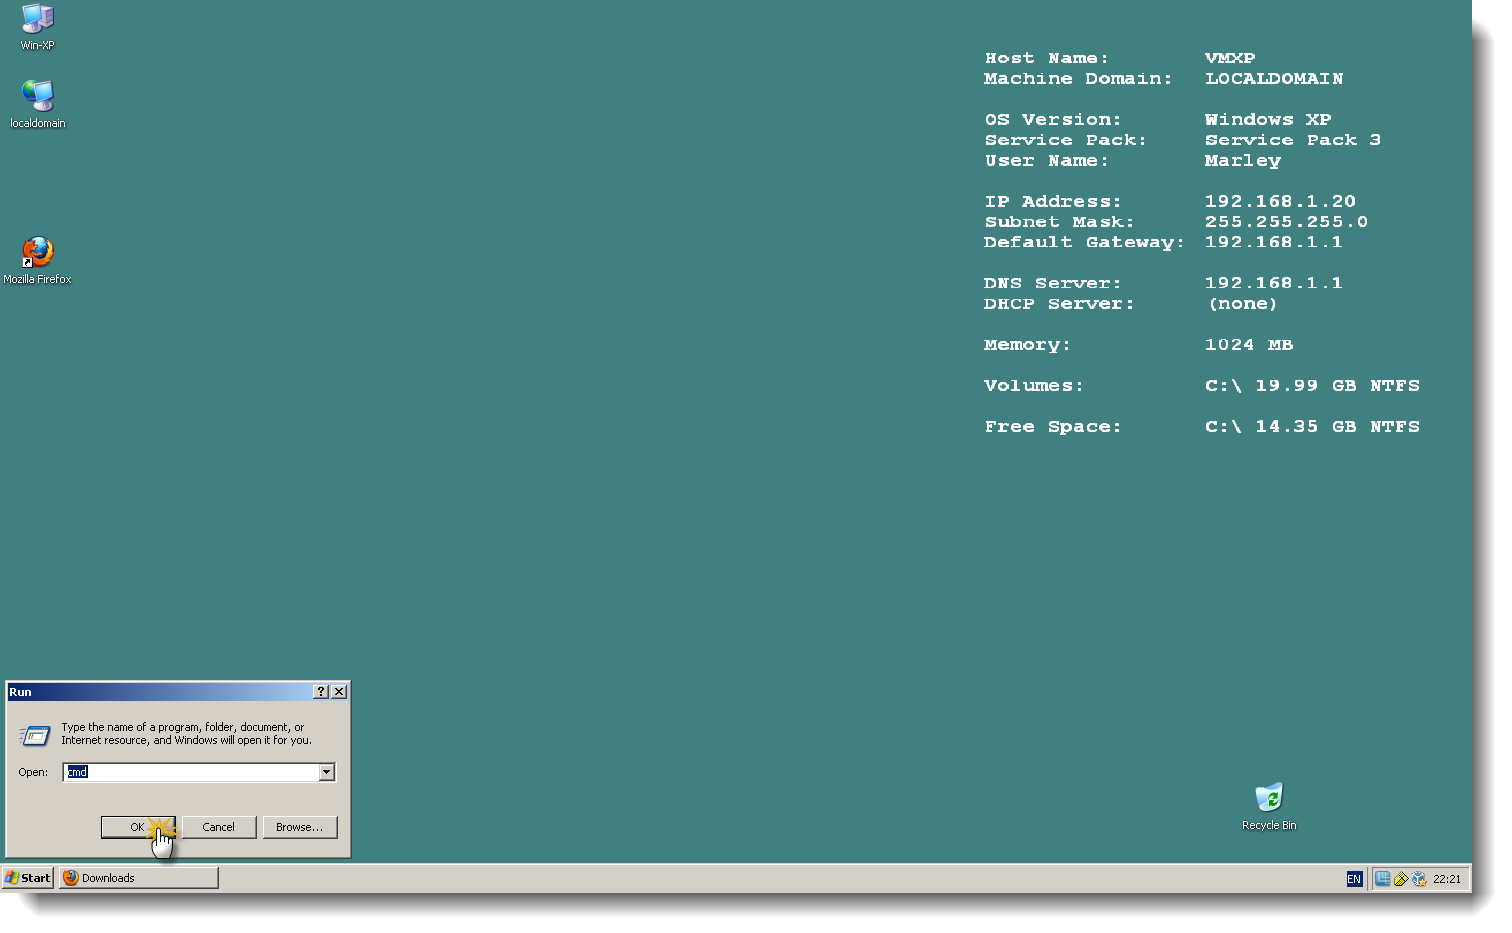 Win-XP
localdomain
Mozilla Firefox
Host Name: VMXP
Machine Domain: LOCALDOMAIN
OS Version: Windows XP
Service Pack: Service Pack 3
User Name: Marley
IP Address: 192.168.1.20
Subnet Mask: 255.255.255.0
Default Gateway: 192.168.1.1
DNS Server: 192.168.1.1
DHCP Server: (none)
Memory: 1024 MB
Volumes: C:\ 19.99 GB NTFS
Free Space: C:\ 14.35 GB NTFS
Run
Type the name of a program, folder, document, or
Internet resource, and Windows will open it for you.
Open: cmd
OK Cancel Browse...
Recycle Bin
Start Downloads EN 22:21